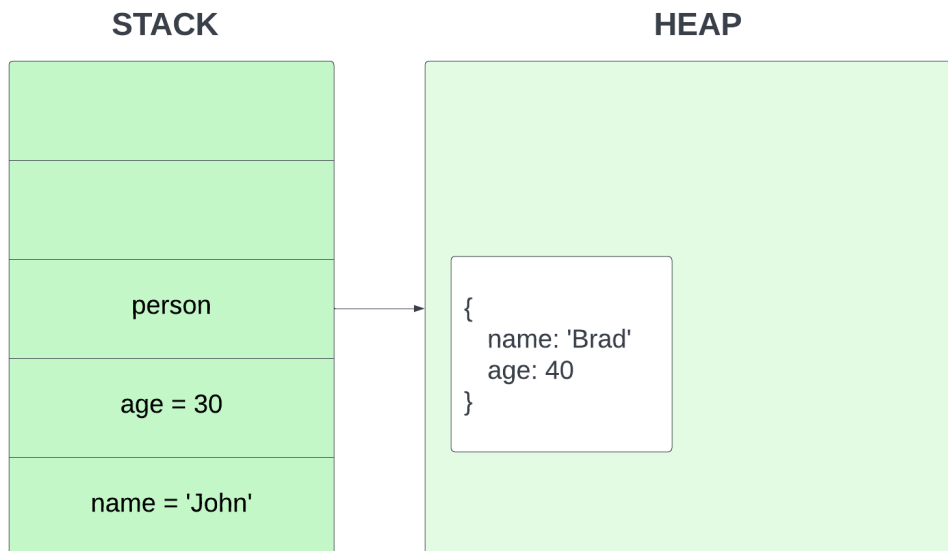 STACK
HEAP
person
age = 30
name = 'John'
{
name: 'Brad'
age: 40
}